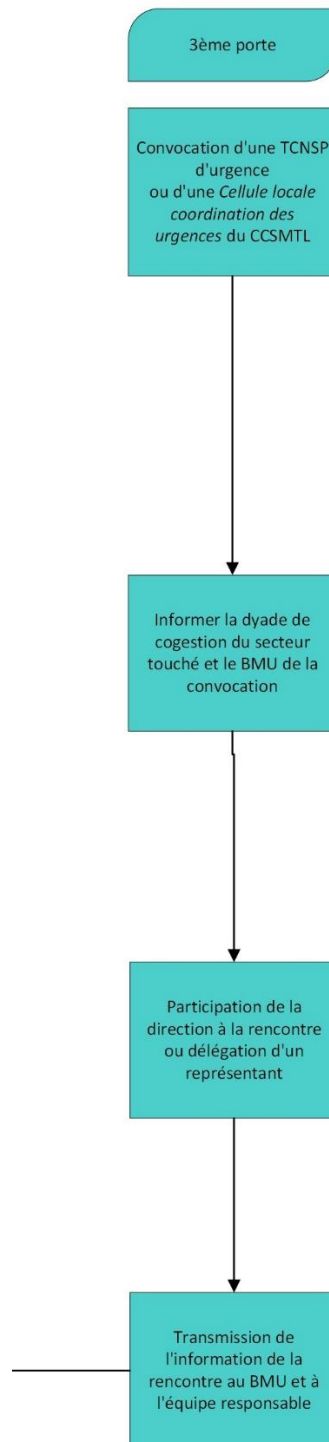 3ème porte
Convocation d'une TCNSP
d'urgence
ou d'une Cellule locale
coordination des
urgences du CCSMTL
Informer la dyade de
cogestion du secteur
touché et le BMU de la
convocation
Participation de la
direction à la rencontre
ou délégation d'un
représentant
Transmission de
l'information de la
rencontre au BMU et à
l'équipe responsable